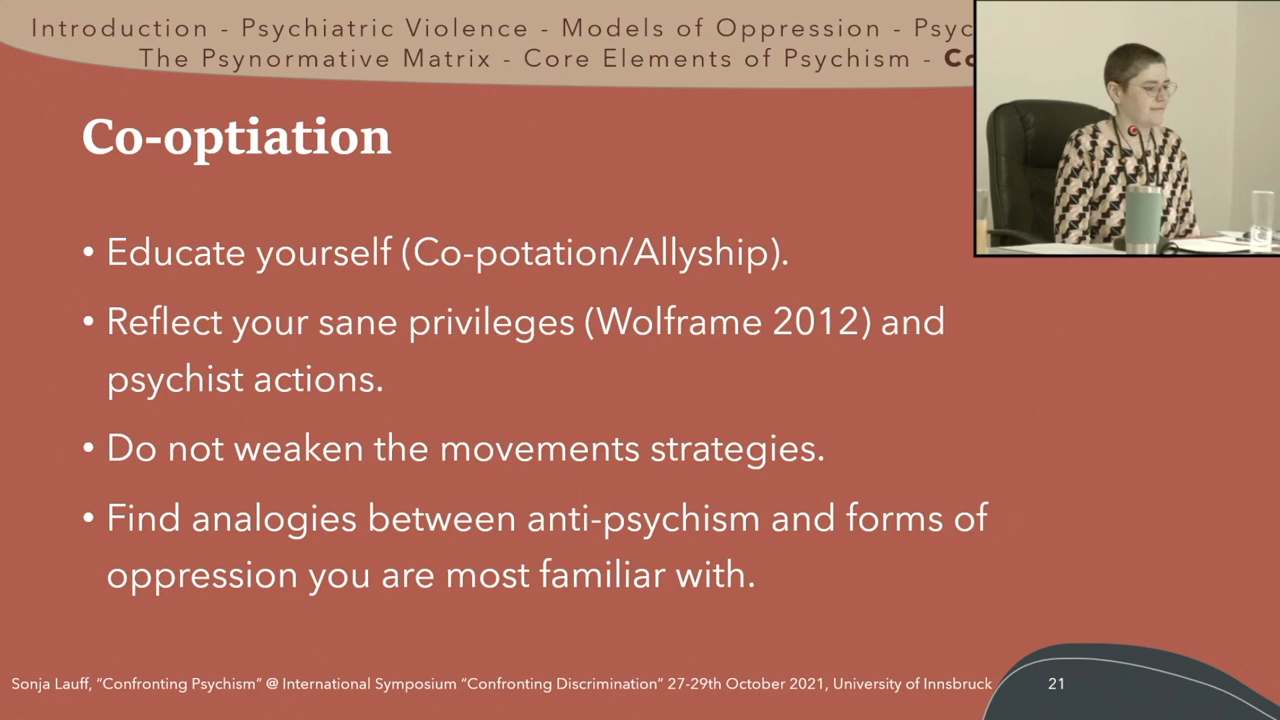 Introduction - Psychiatric Violence - Models of Oppression - Psyc
The Psynormative Matrix - Core Elements of Psychism - Co
Co-optiation
• Educate yourself (Co-potation/Allyship).
• Reflect your sane privileges (Wolframe 2012) and
psychist actions.
• Do not weaken the movements strategies.
• Find analogies between anti-psychism and forms of
oppression you are most familiar with.
Sonja Lauff, “Confronting Psychism” @ International Symposium “Confronting Discrimination” 27-29th October 2021, University of Innsbruck
21